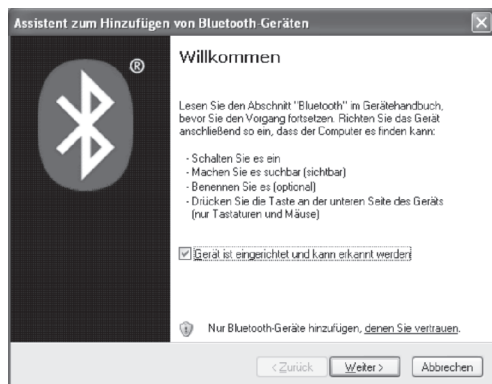 Assistent zum Hinzufügen von Bluetooth-Geräten
®
Willkommen
Lesen Sie den Abschnitt "Bluetooth" im Gerätehandbuch,
bevor Sie den Vorgang fortsetzen. Richten Sie das Gerät
anschließend so ein, dass der Computer es finden kann:
- Schalten Sie es ein
- Machen Sie es suchbar (sichtbar)
- Benennen Sie es (optional)
- Drücken Sie die Taste an der unteren Seite des Geräts
(nur Tastaturen und Mäuse)
Gerät ist eingerichtet und kann erkannt werden
Nur Bluetooth-Geräte hinzufügen, denen Sie vertrauen.
< Zurück Weiter > Abbrechen